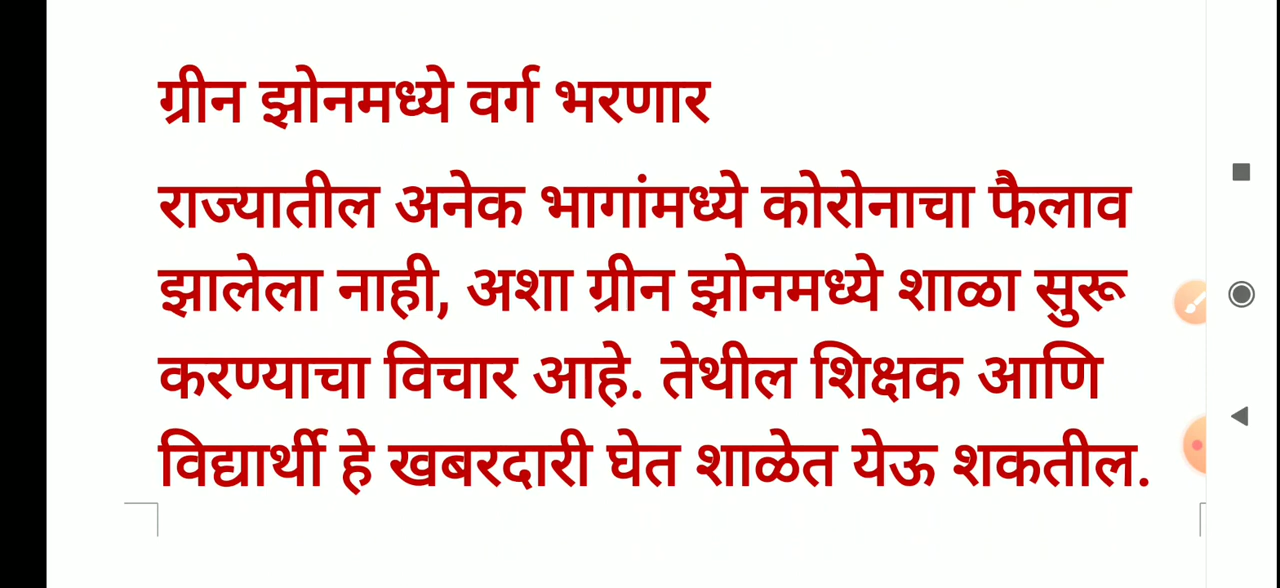 ग्रीन झोनमध्ये वर्ग भरणार
राज्यातील अनेक भागांमध्ये कोरोनाचा फैलाव
झालेला नाही, अशा ग्रीन झोनमध्ये शाळा सुरू
करण्याचा विचार आहे. तेथील शिक्षक आणि
विद्यार्थी हे खबरदारी घेत शाळेत येऊ शकतील.